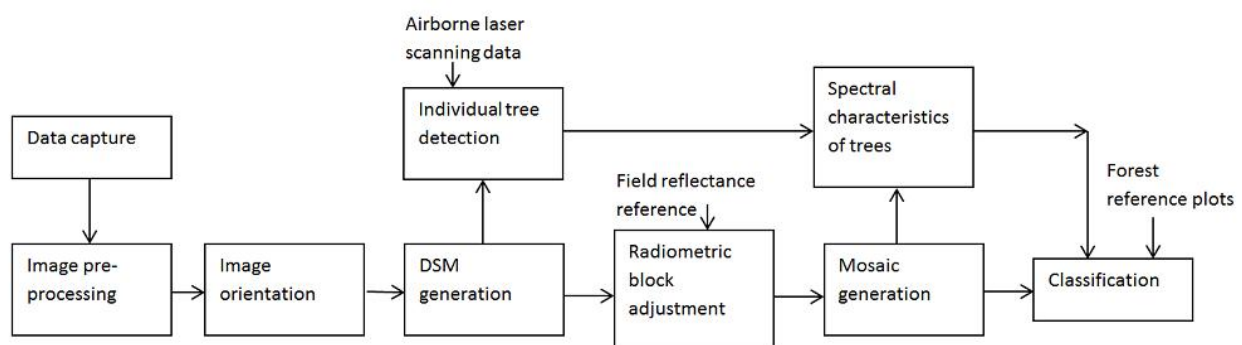 Airborne laser
scanning data
Individual tree
detection
Spectral
characteristics
of trees
Data capture
Field reflectance
reference
Forest
reference plots
Image pre-
processing
Image
orientation
DSM
generation
Radiometric
block
adjustment
Mosaic
generation
Classification